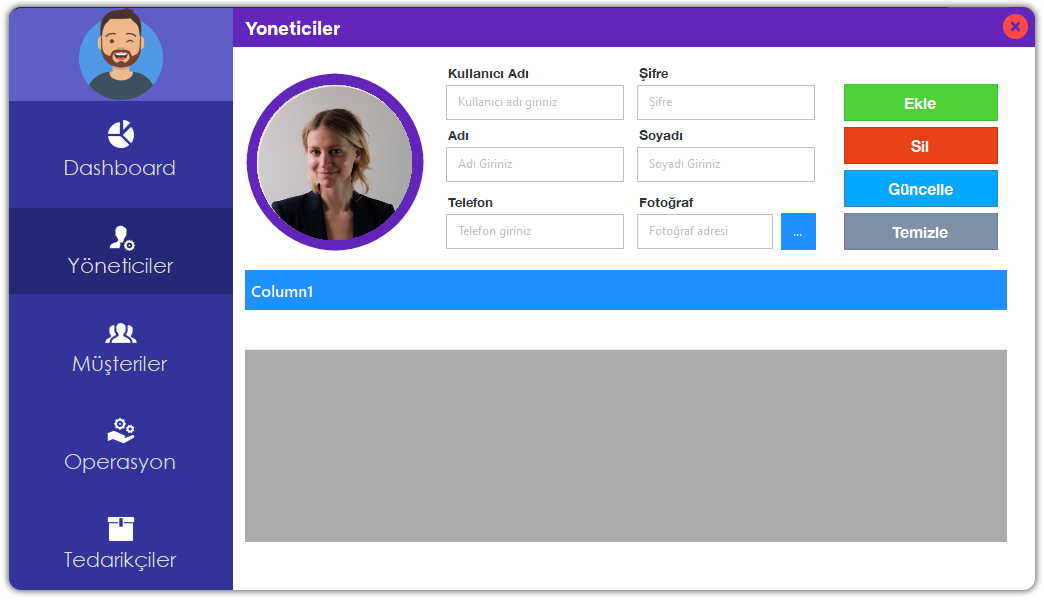 Yoneticiler
Dashboard
Yöneticiler
Müşteriler
Operasyon
Tedarikçiler
Kullanıcı Adı
Şifre
Kullanıcı adı giriniz
Şifre
Adı
Soyadı
Adı Giriniz
Soyadı Giriniz
Telefon
Fotoğraf
Telefon giriniz
Fotoğraf adresi
...
Ekle
Sil
Güncelle
Temizle
Column1